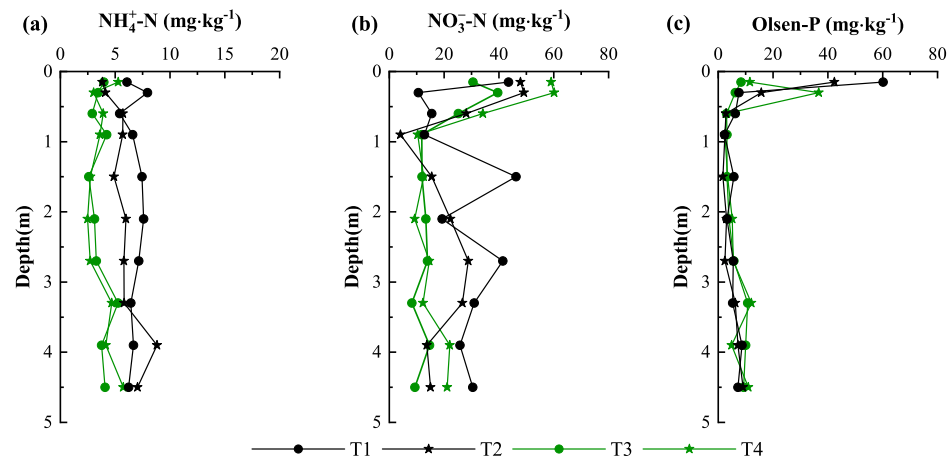 (a) NH₄⁺-N (mg·kg⁻¹)
0 5 10 15 20
0
1
2
3
4
5
Depth(m)
(b) NO₃⁻-N (mg·kg⁻¹)
0 20 40 60 80
0
1
2
3
4
5
Depth(m)
(c) Olsen-P (mg·kg⁻¹)
0 20 40 60 80
0
1
2
3
4
5
Depth(m)
T1 T2 T3 T4